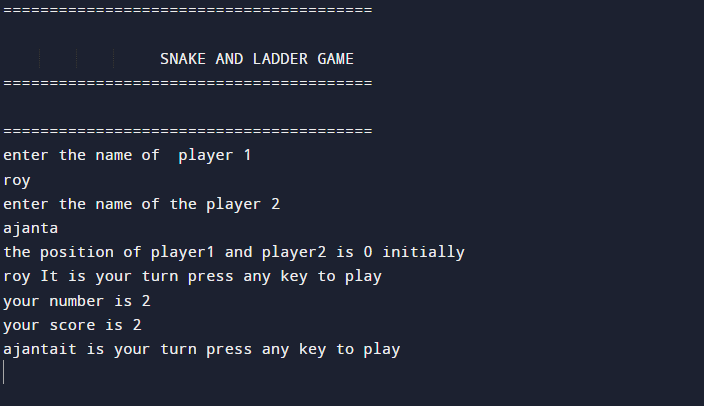 ========================================
SNAKE AND LADDER GAME
========================================
========================================
enter the name of  player 1
roy
enter the name of the player 2
ajanta
the position of player1 and player2 is 0 initially
roy It is your turn press any key to play
your number is 2
your score is 2
ajantait is your turn press any key to play